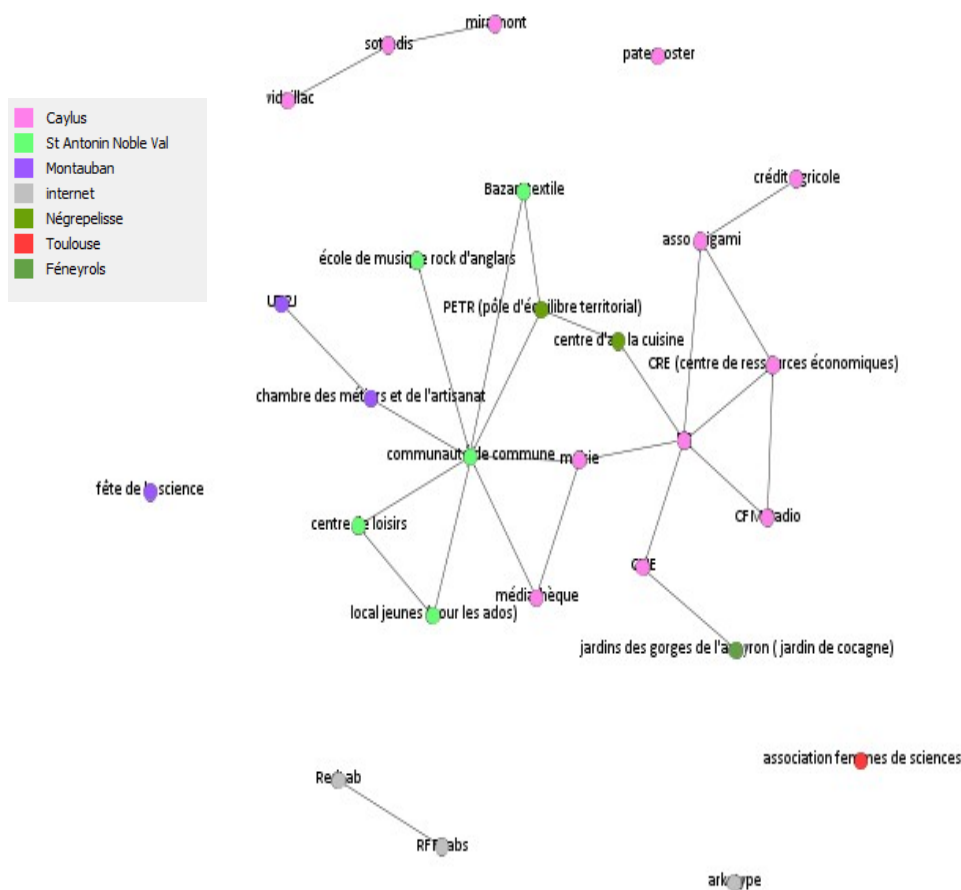 miramont
paternoster
vidaillac
Caylus
St Antonin Noble Val
Montauban
internet
Négrepelisse
Toulouse
Féneyrols
crédit agricole
Bazar textile
asso origami
école de musique rock d'anglars
PETR (pôle d'équilibre territorial)
centre d'art la cuisine
CRE (centre de ressources économiques)
chambre des métiers et de l'artisanat
communauté de commune
mairie
fête de la science
centre de loisirs
CFM radio
médiathèque
local jeunes (pour les ados)
jardins des gorges de l'aveyron ( jardin de cocagne)
association femmes de sciences